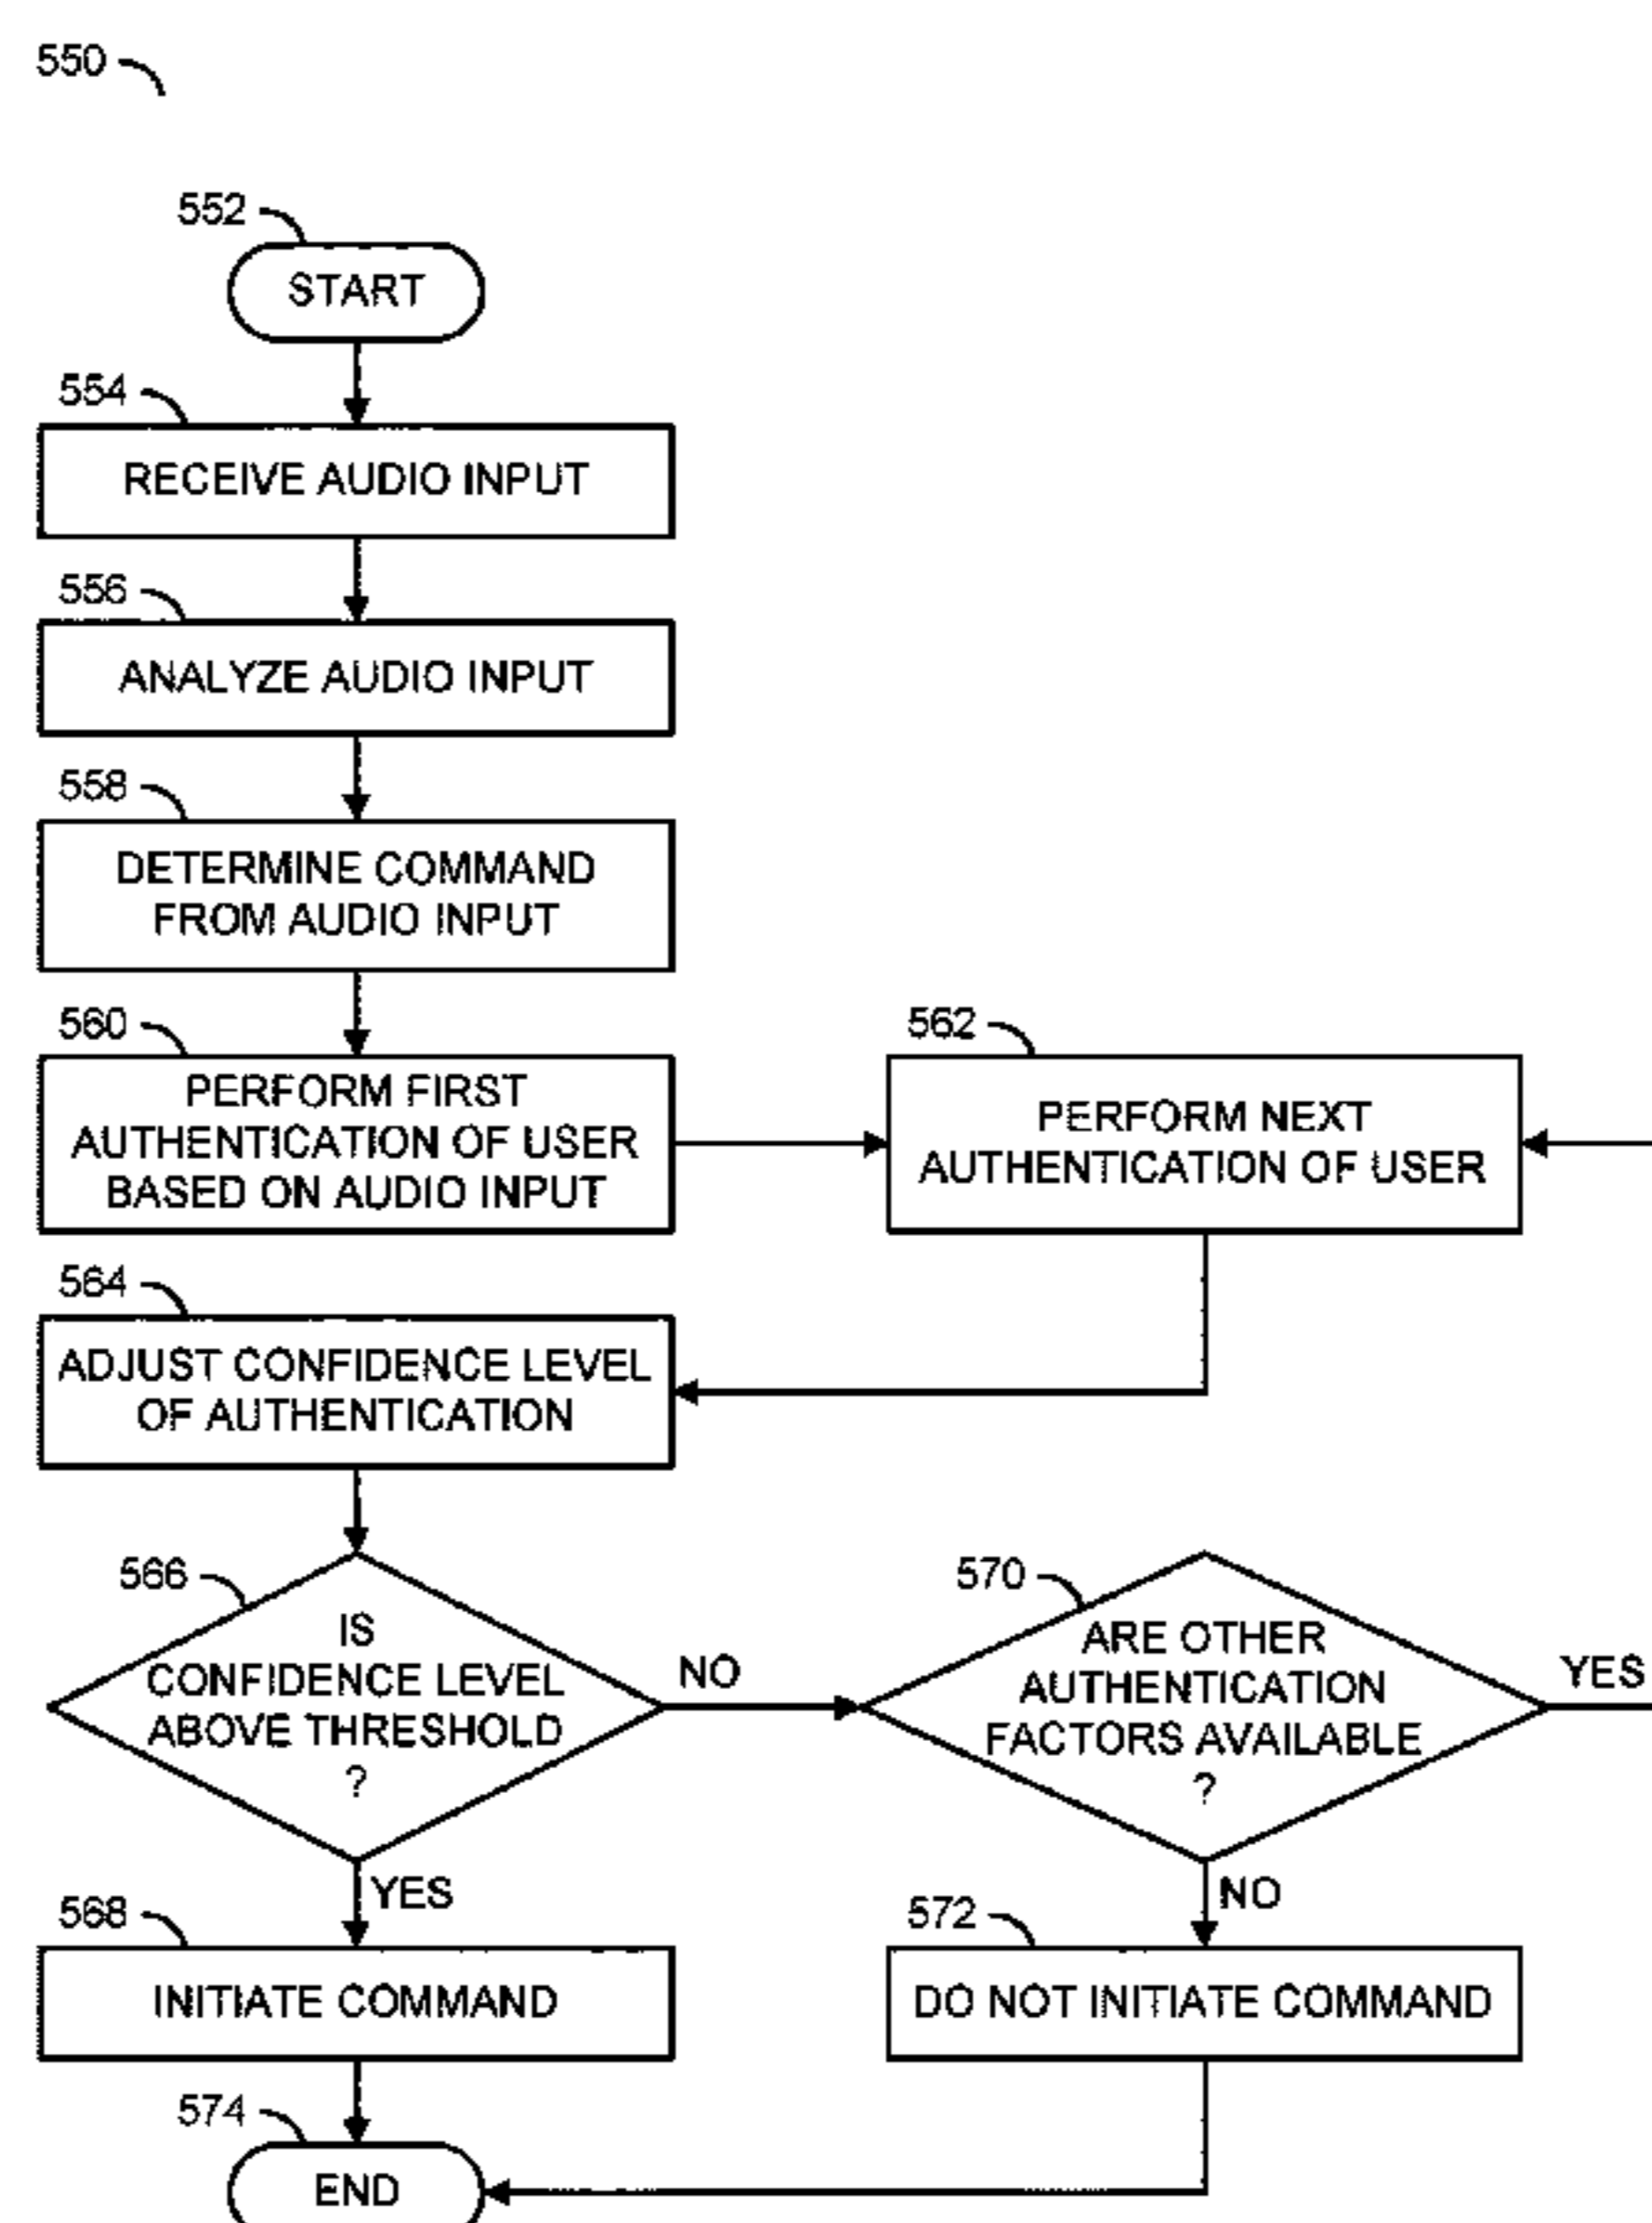 550
552
START
554
RECEIVE AUDIO INPUT
556
ANALYZE AUDIO INPUT
558
DETERMINE COMMAND
FROM AUDIO INPUT
560
PERFORM FIRST
AUTHENTICATION OF USER
BASED ON AUDIO INPUT
562
PERFORM NEXT
AUTHENTICATION OF USER
564
ADJUST CONFIDENCE LEVEL
OF AUTHENTICATION
566
IS
CONFIDENCE LEVEL
ABOVE THRESHOLD
?
NO
570
ARE OTHER
AUTHENTICATION
FACTORS AVAILABLE
?
YES
YES
568
INITIATE COMMAND
NO
572
DO NOT INITIATE COMMAND
574
END